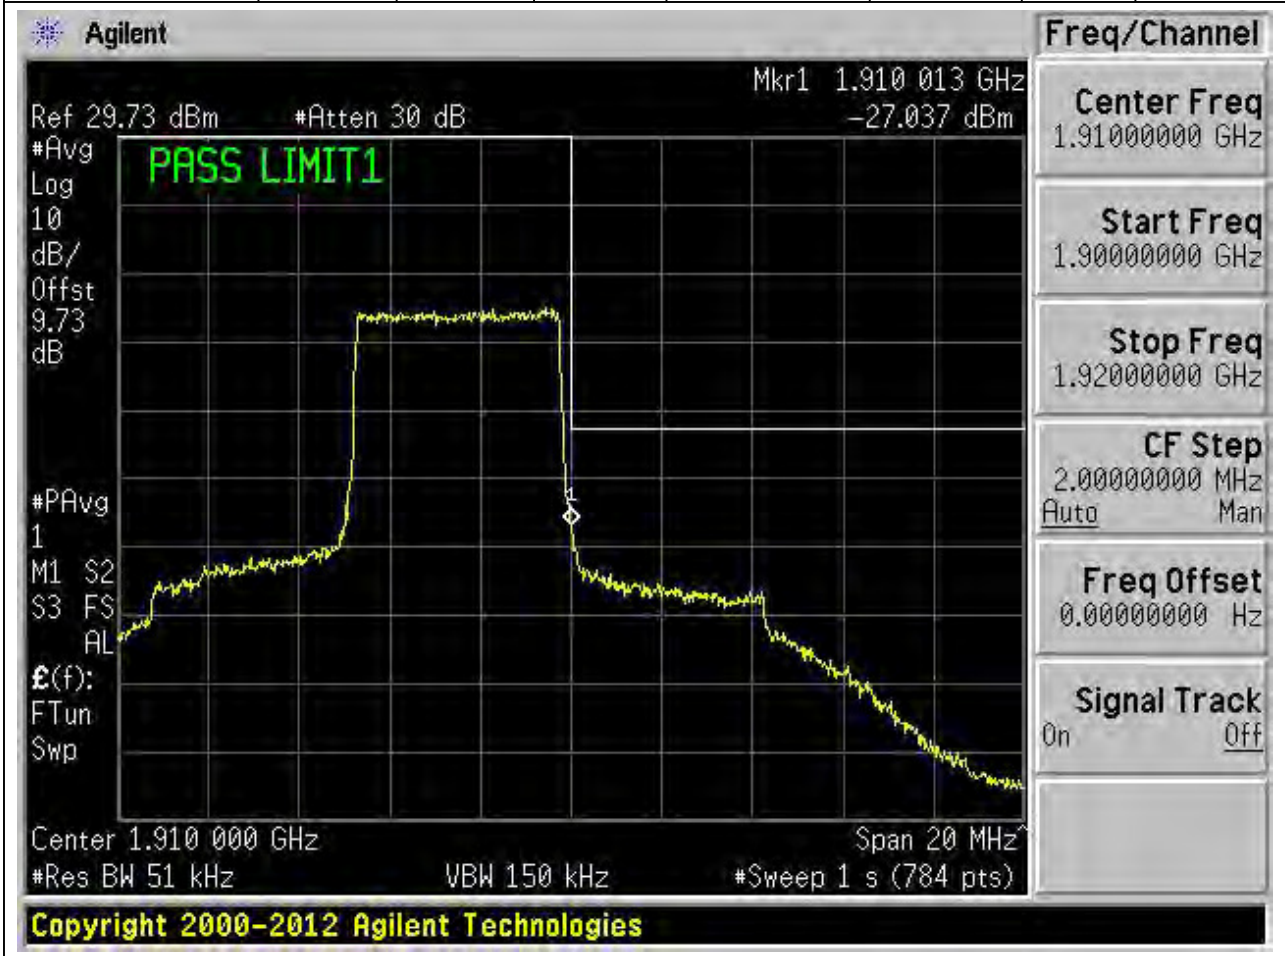 Agilent
Freq/Channel
Mkr1 1.910 013 GHz
Ref 29.73 dBm #Atten 30 dB -27.037 dBm
#Avg
Log
10
dB/
Offst
9.73
dB
PASS LIMIT1
1
#PAvg
1
M1 S2
S3 FS
AL
£(f):
FTun
Swp
Center 1.910 000 GHz Span 20 MHz^
#Res BW 51 kHz VBW 150 kHz #Sweep 1 s (784 pts)
Copyright 2000-2012 Agilent Technologies
Center Freq
1.91000000 GHz
Start Freq
1.90000000 GHz
Stop Freq
1.92000000 GHz
CF Step
2.00000000 MHz
Auto Man
Freq Offset
0.00000000 Hz
Signal Track
On Off